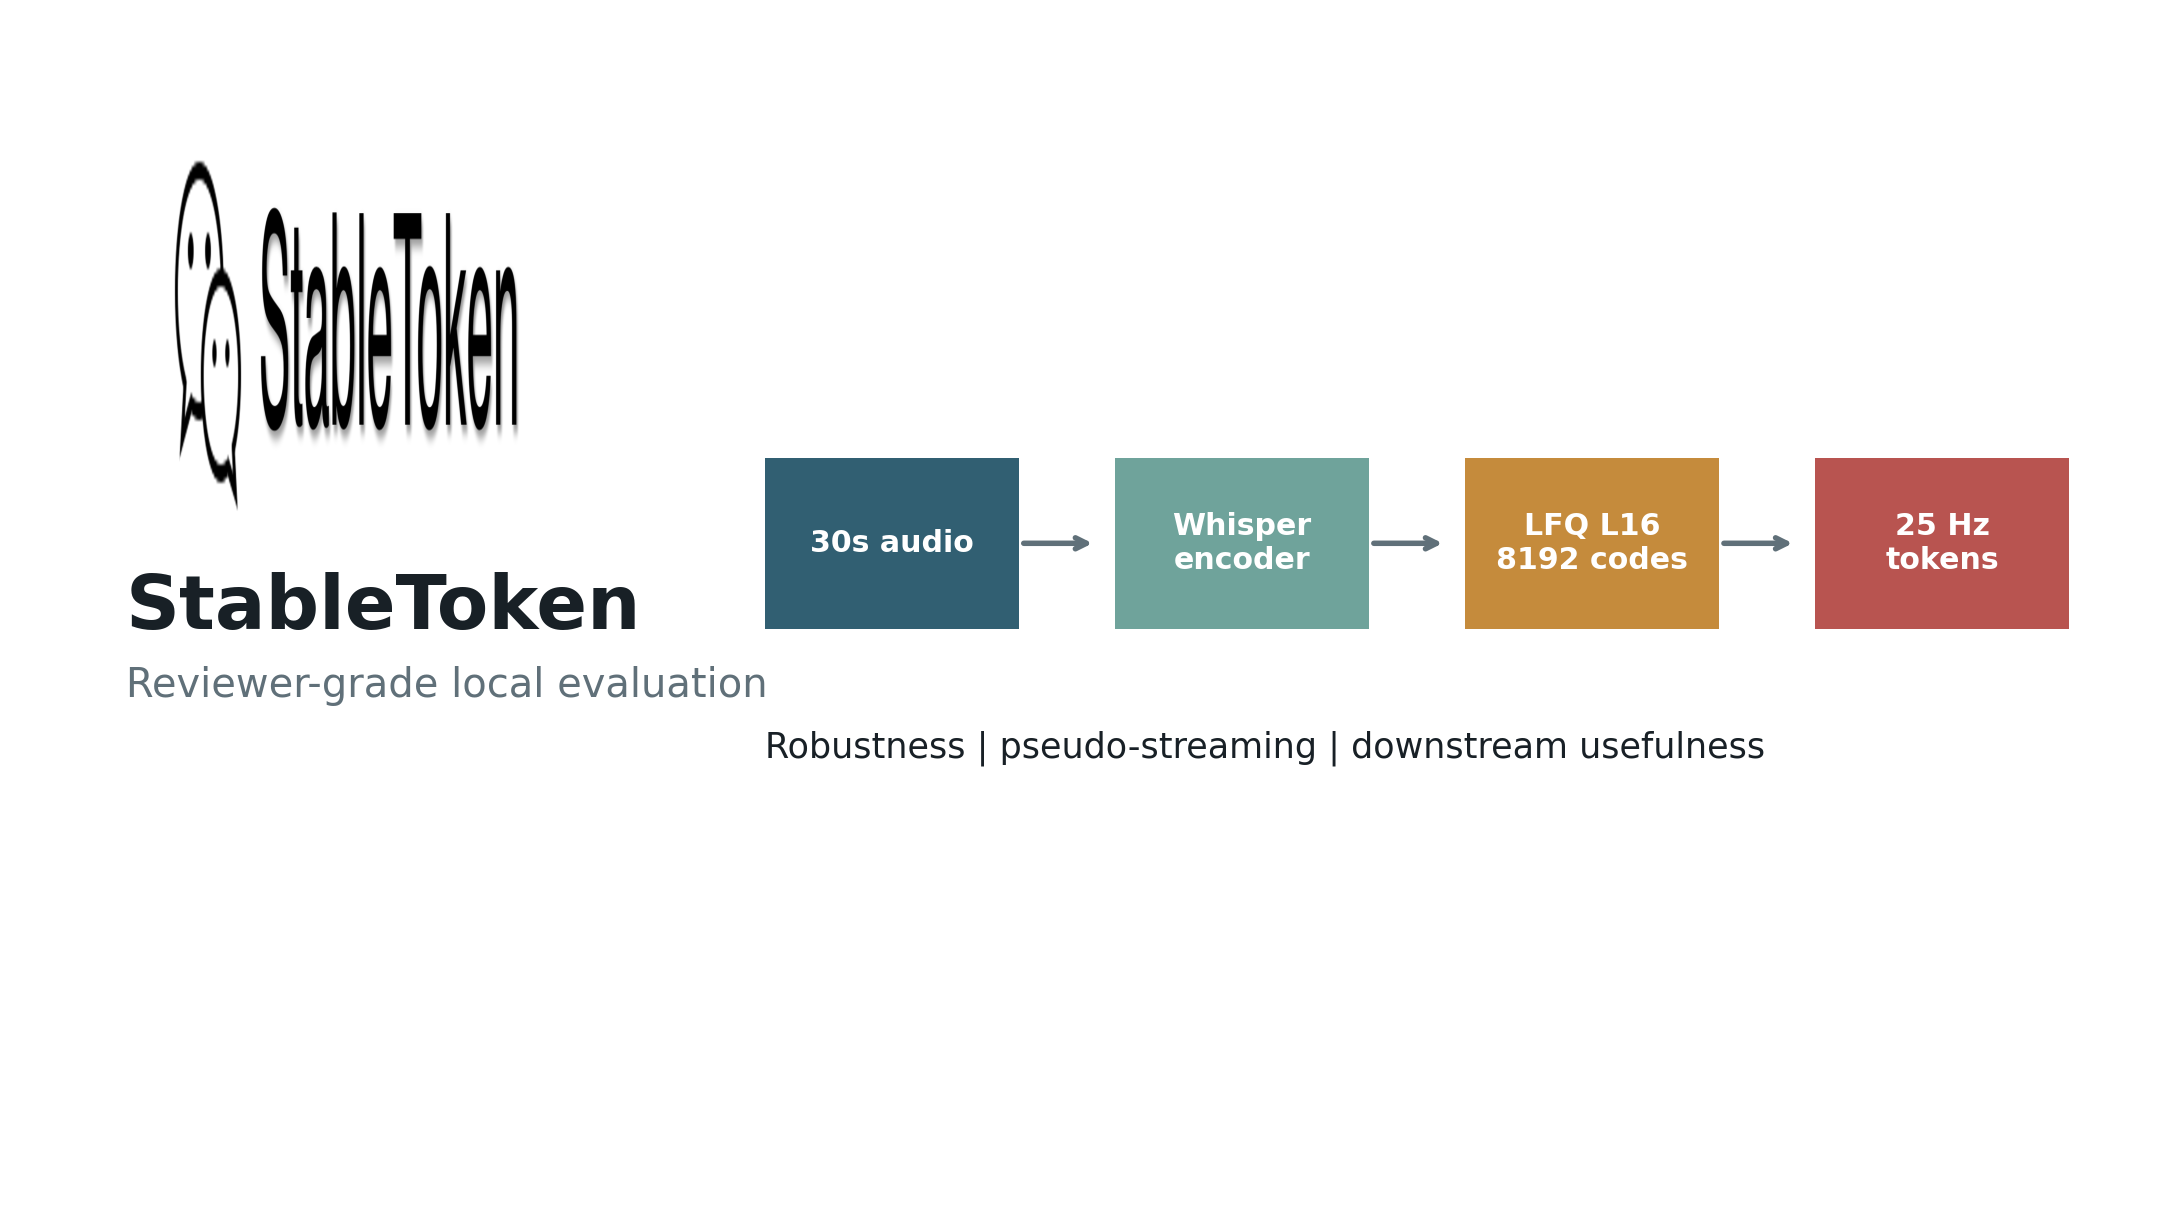 StableToken
StableToken
Reviewer-grade local evaluation
30s audio
Whisper
encoder
LFQ L16
8192 codes
25 Hz
tokens
Robustness | pseudo-streaming | downstream usefulness